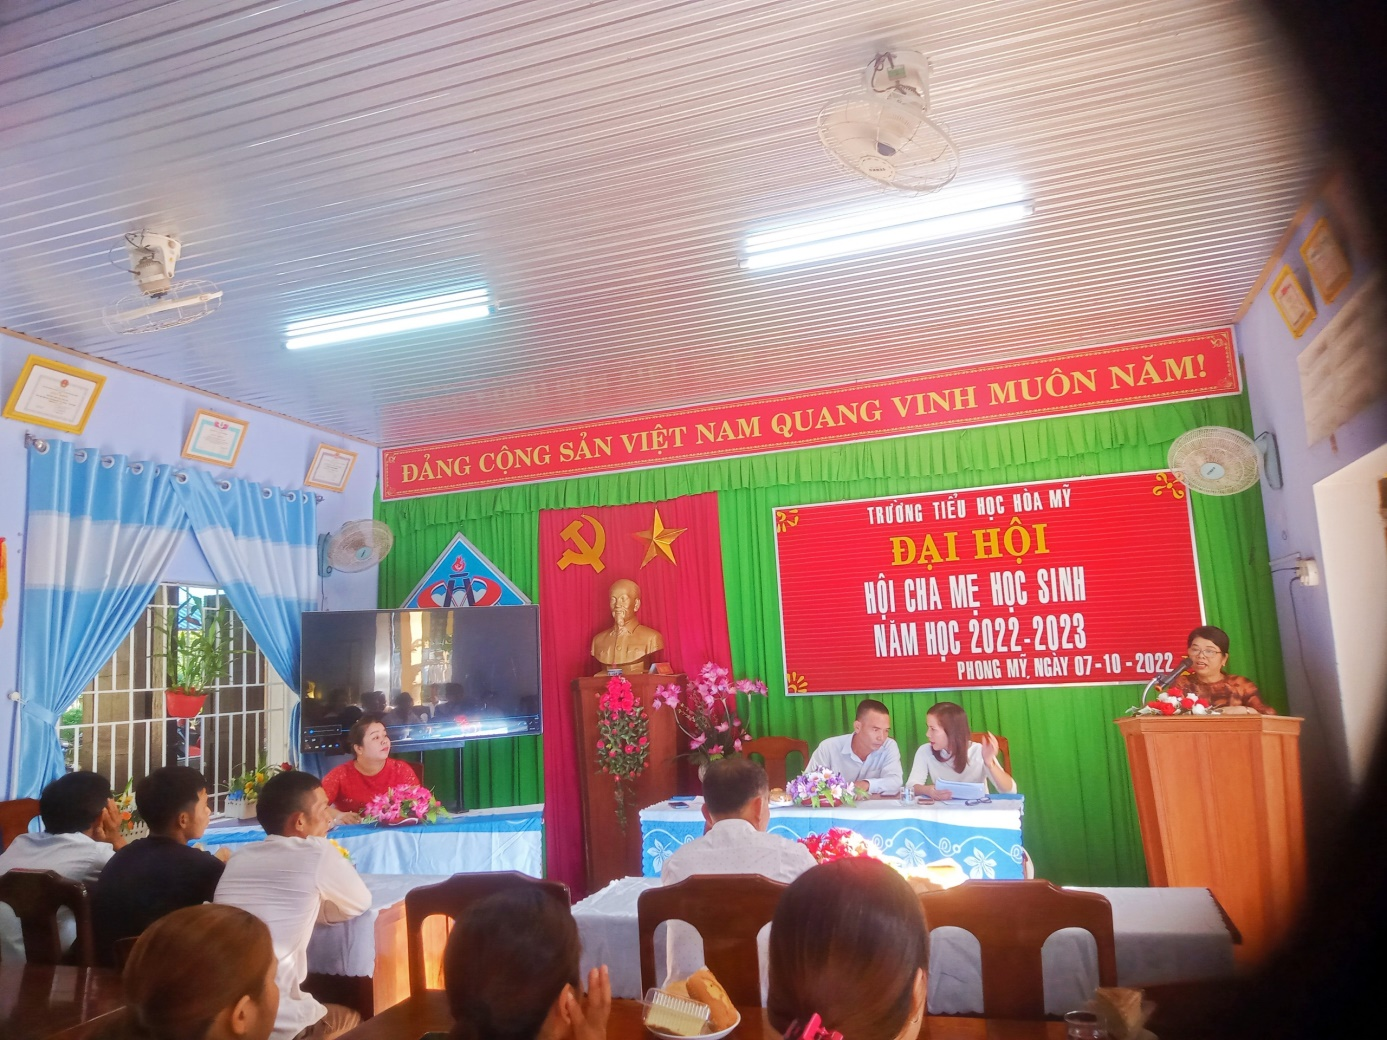 ĐẢNG CỘNG SẢN VIỆT NAM QUANG VINH MUÔN NĂM!
TRƯỜNG TIỂU HỌC HÒA MỸ
ĐẠI HỘI
HỘI CHA MẸ HỌC SINH
NĂM HỌC 2022-2023
PHONG MỸ, NGÀY 07-10-2022